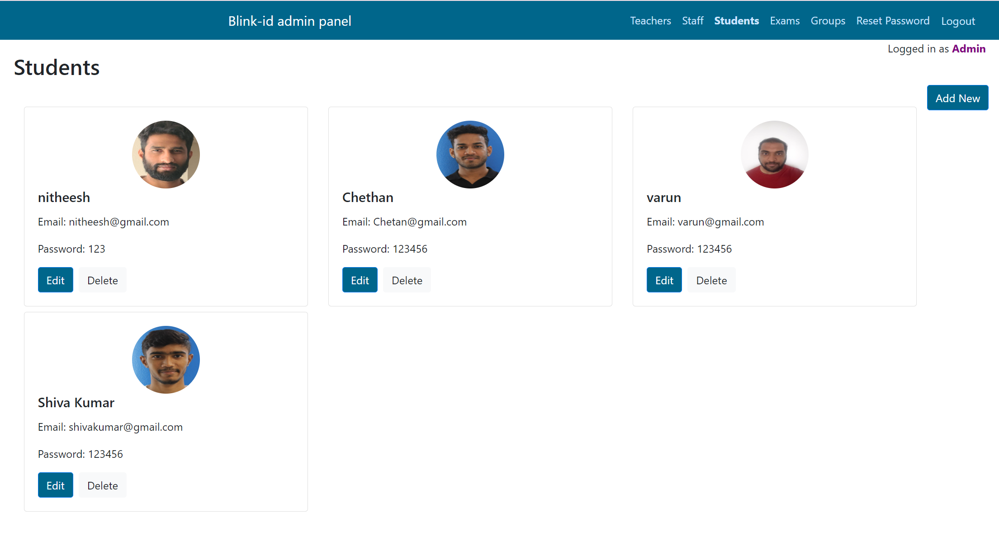 Blink-id admin panel
Teachers Staff Students Exams Groups Reset Password Logout
Logged in as Admin
Students
Add New
nitheesh
Email: nitheesh@gmail.com
Password: 123
Edit Delete
Chethan
Email: Chetan@gmail.com
Password: 123456
Edit Delete
varun
Email: varun@gmail.com
Password: 123456
Edit Delete
Shiva Kumar
Email: shivakumar@gmail.com
Password: 123456
Edit Delete